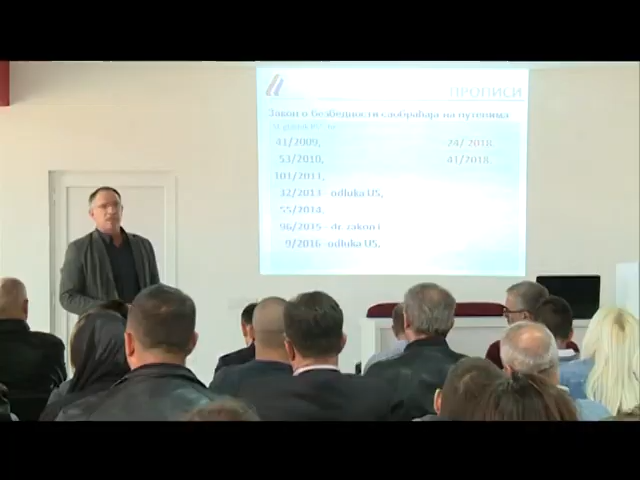 ПРОПИСИ
Закон о безбедности саобраћаја на путевима
41/2009,
53/2010,
101/2011,
32/2013 - odluka US,
55/2014,
96/2015 - dr. zakon i
9/2016 - odluka US,
24/ 2018
41/2018